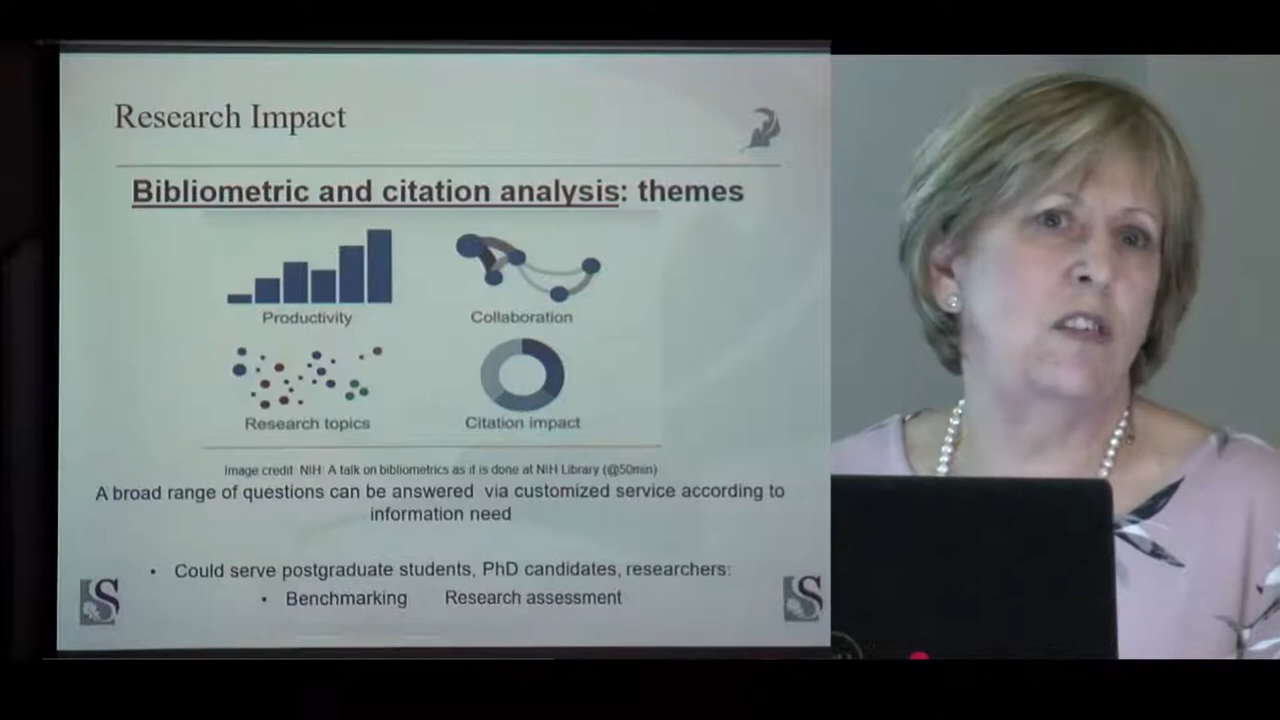 Research Impact
Bibliometric and citation analysis: themes
Productivity
Collaboration
Research topics
Citation impact
Image credit: NIH: A talk on bibliometrics as it is done at NIH Library (@50min)
A broad range of questions can be answered via customized service according to
information need
• Could serve postgraduate students, PhD candidates, researchers:
• Benchmarking Research assessment
S
S